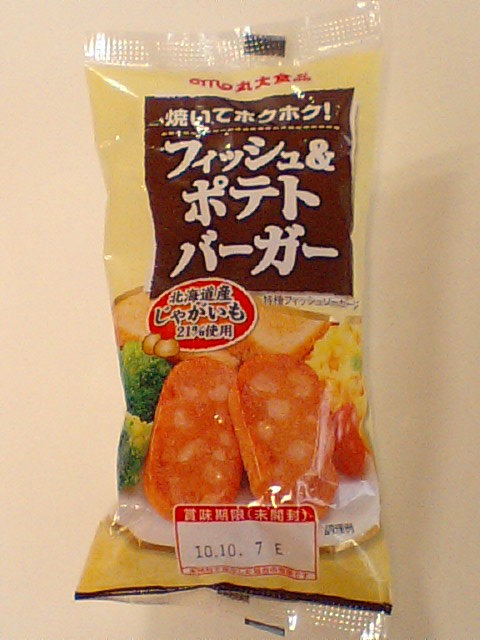 丸大食品
焼いてホクホク!
フィッシュ&
ポテト
バーガー
特種フィッシュソーセージ
北海道産
じゃがいも
21%使用
賞味期限(未開封)
10.10. 7 E
調理例